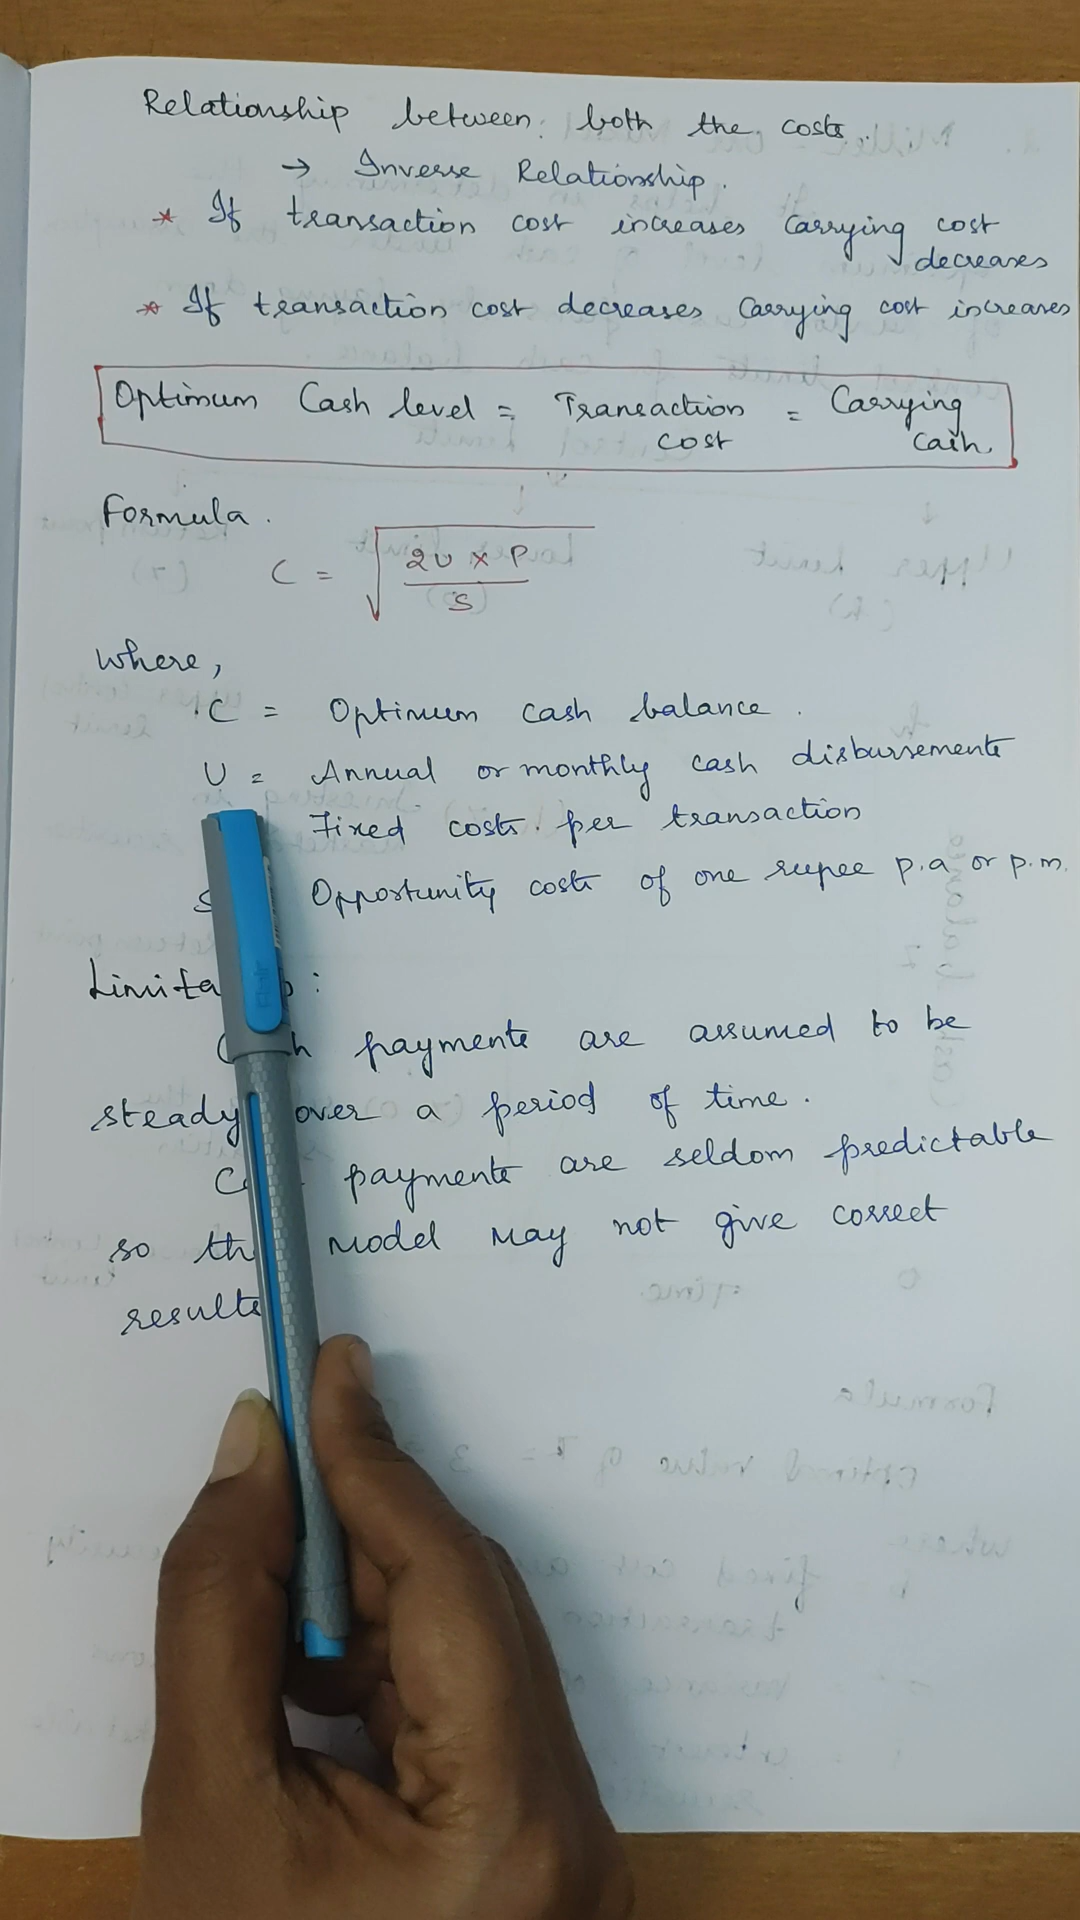 Relationship between both the costs.
→ Inverse Relationship.
* If transaction cost increases Carrying cost
decreases
* If transaction cost decreases Carrying cost increases
Optimum Cash level = Transaction = Carrying
cost cash.
Formula.
C = √ 2U x P
S
where,
C = Optimum cash balance.
U = Annual or monthly cash disbursements
Fixed costs per transaction
S Opportunity costs of one rupee p.a or p.m.
Limita :
payments are assumed to be
steady over a period of time.
payments are seldom predictable
so model may not give correct
results